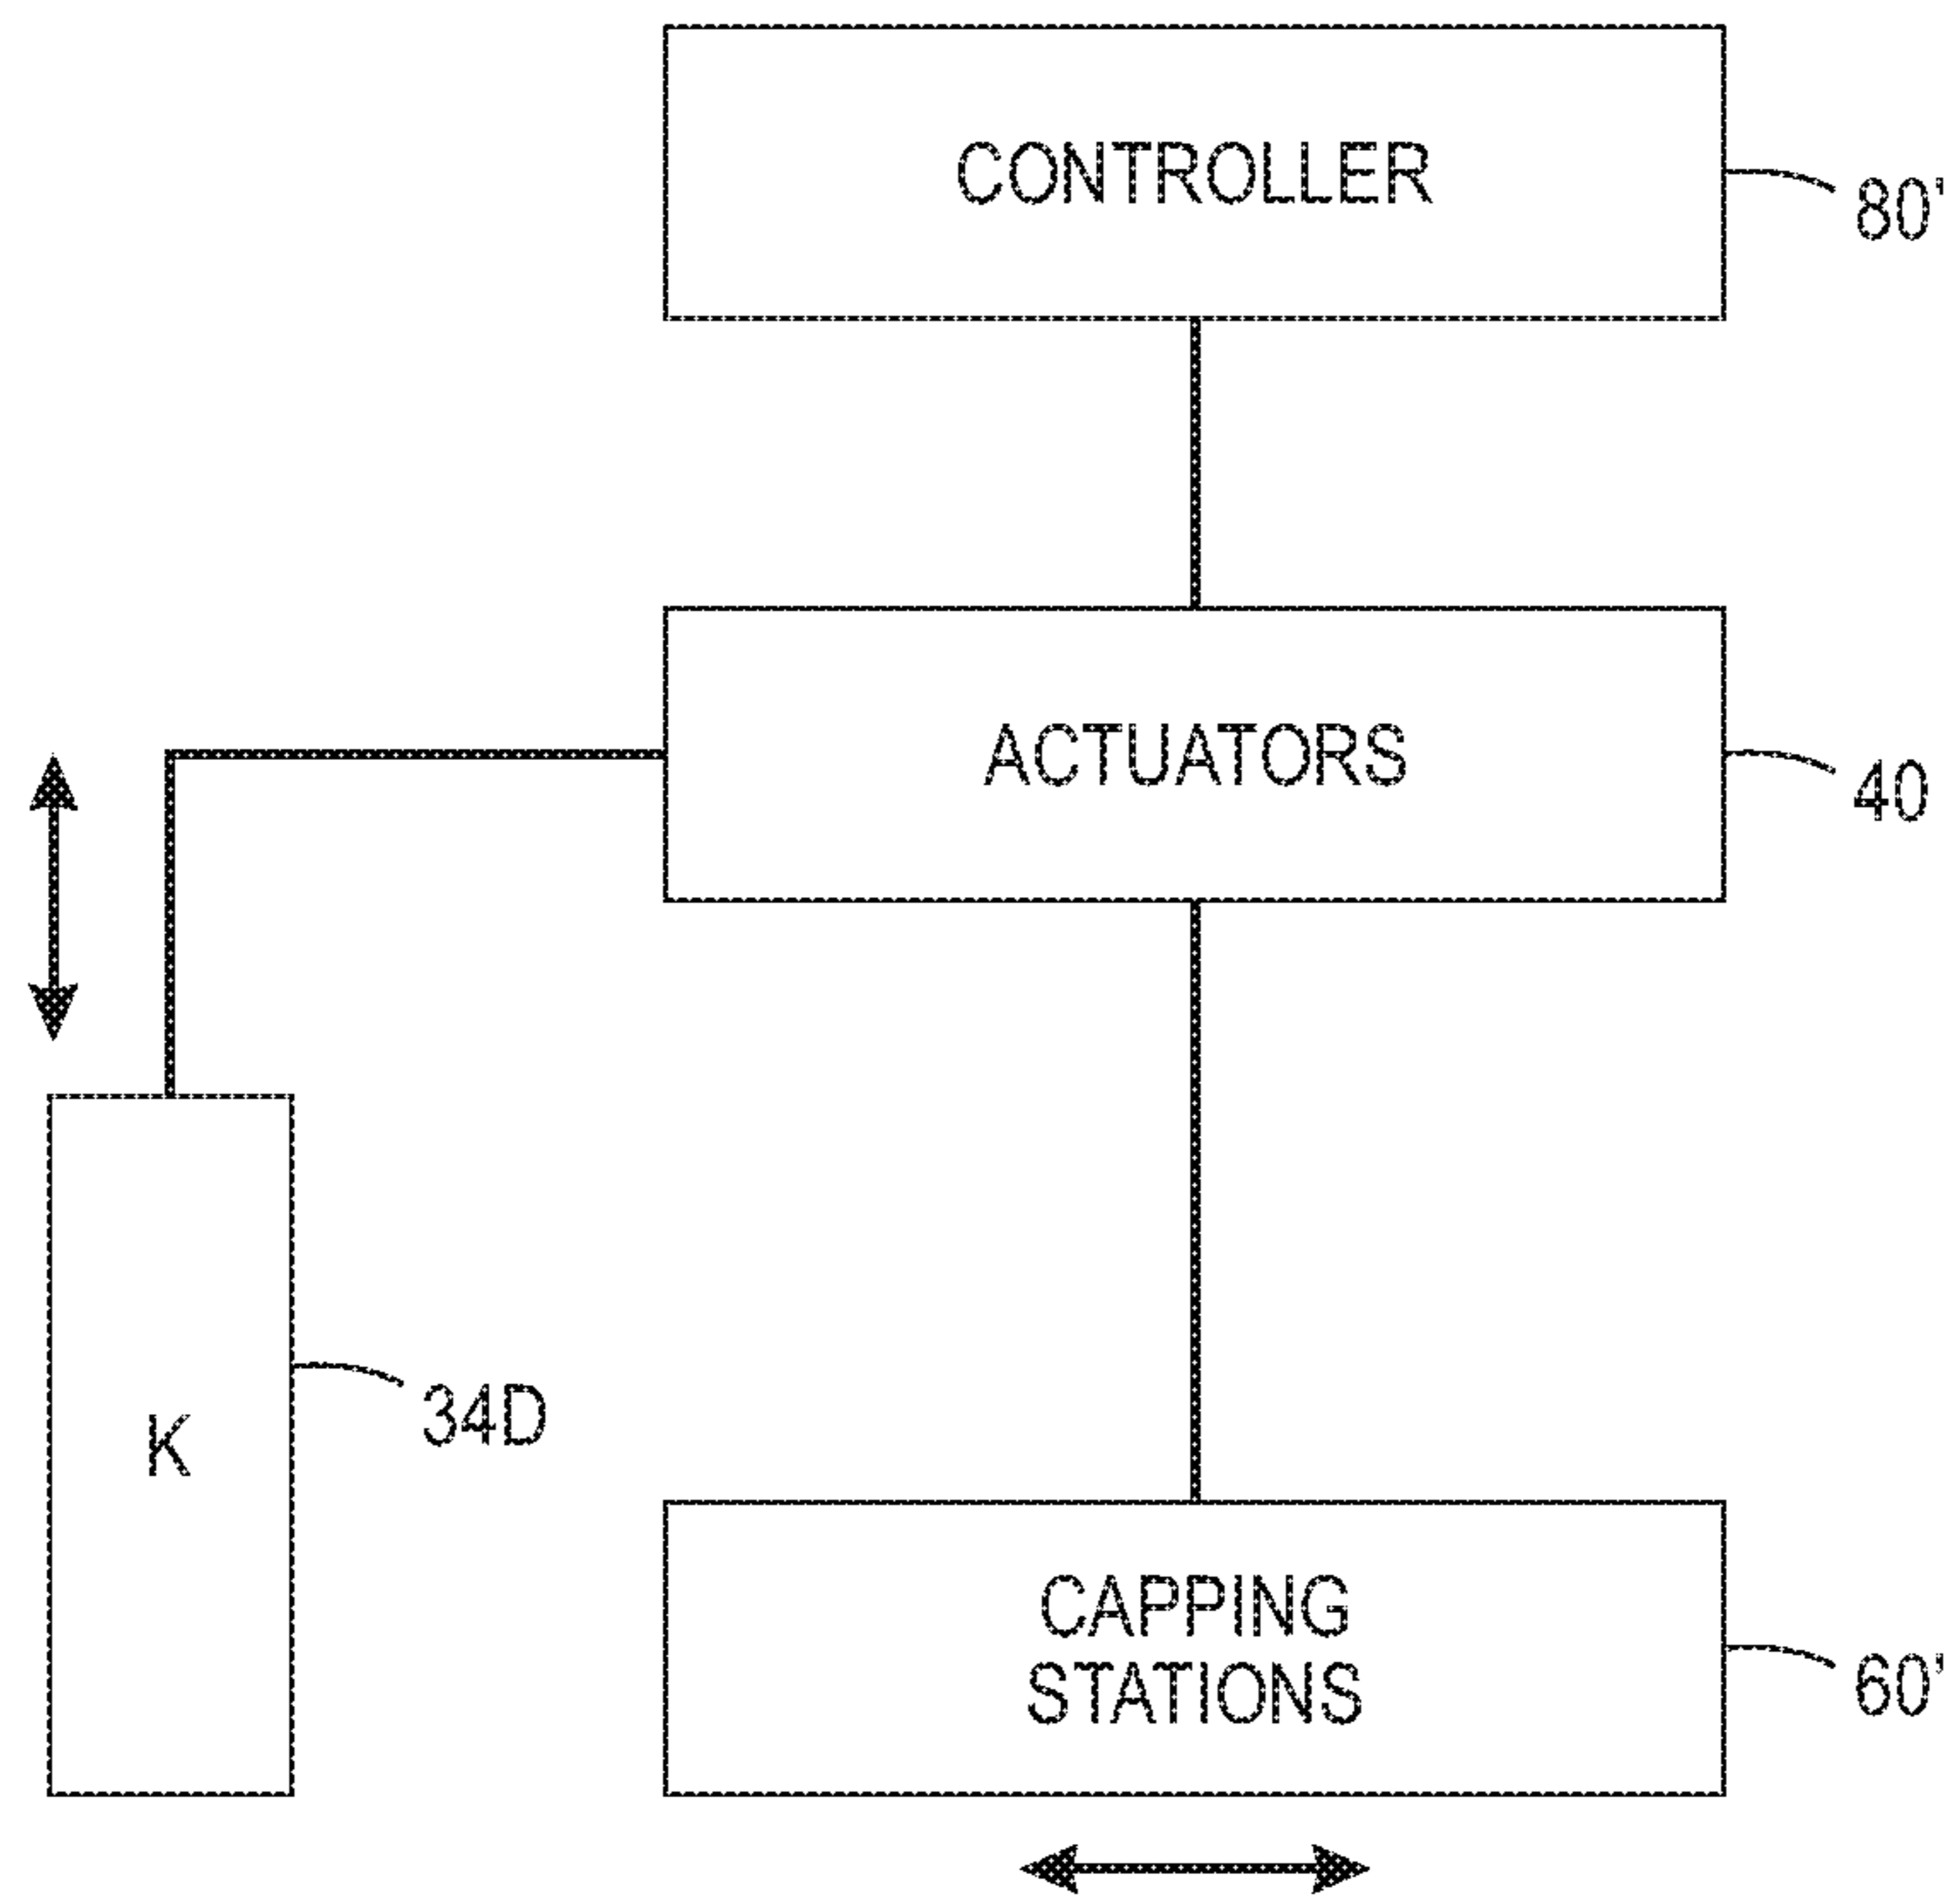 CONTROLLER
80'
ACTUATORS
40
K
34D
CAPPING
STATIONS
60'